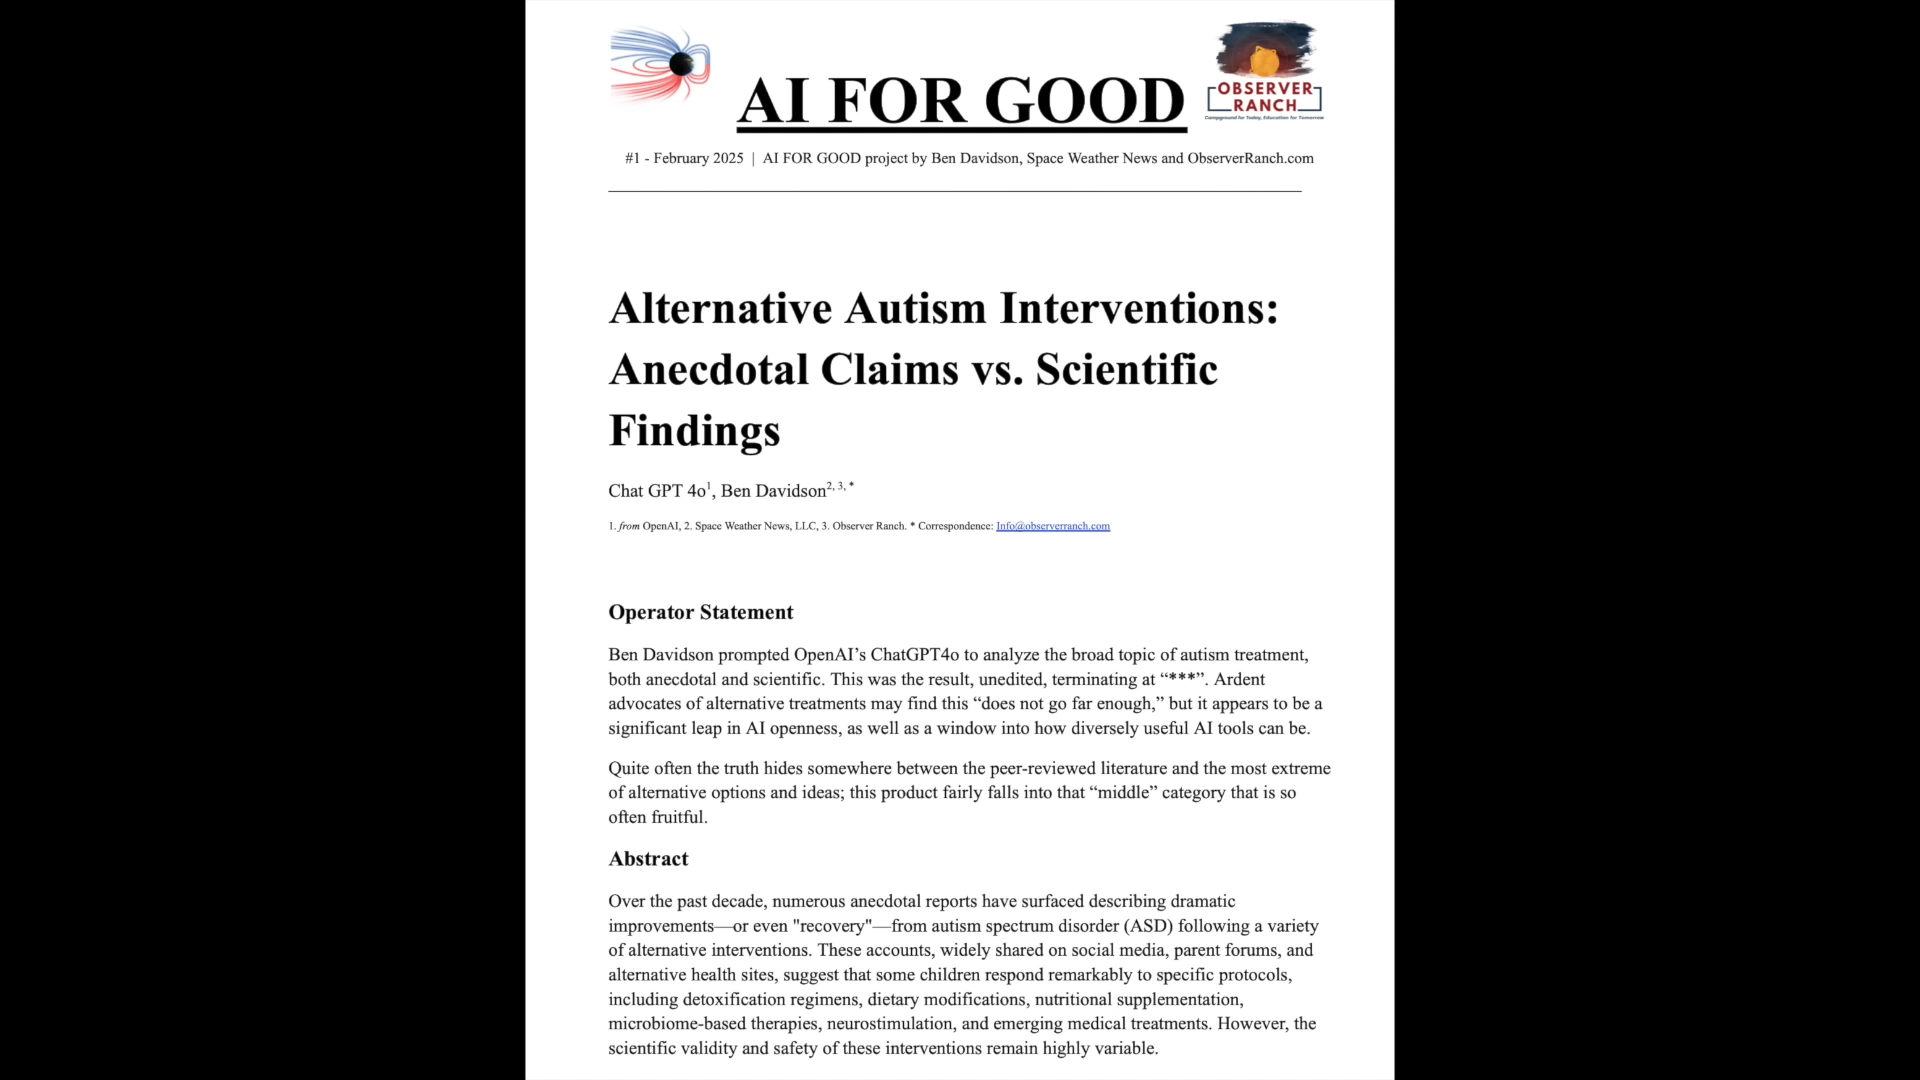 AI FOR GOOD
OBSERVER
RANCH
Campground for Today, Education for Tomorrow
#1 - February 2025 | AI FOR GOOD project by Ben Davidson, Space Weather News and ObserverRanch.com
Alternative Autism Interventions:
Anecdotal Claims vs. Scientific
Findings
Chat GPT 4o1, Ben Davidson2, 3, *
1. from OpenAI, 2. Space Weather News, LLC, 3. Observer Ranch. * Correspondence: Info@observerranch.com
Operator Statement
Ben Davidson prompted OpenAI’s ChatGPT4o to analyze the broad topic of autism treatment,
both anecdotal and scientific. This was the result, unedited, terminating at “***”. Ardent
advocates of alternative treatments may find this “does not go far enough,” but it appears to be a
significant leap in AI openness, as well as a window into how diversely useful AI tools can be.
Quite often the truth hides somewhere between the peer-reviewed literature and the most extreme
of alternative options and ideas; this product fairly falls into that “middle” category that is so
often fruitful.
Abstract
Over the past decade, numerous anecdotal reports have surfaced describing dramatic
improvements—or even "recovery"—from autism spectrum disorder (ASD) following a variety
of alternative interventions. These accounts, widely shared on social media, parent forums, and
alternative health sites, suggest that some children respond remarkably to specific protocols,
including detoxification regimens, dietary modifications, nutritional supplementation,
microbiome-based therapies, neurostimulation, and emerging medical treatments. However, the
scientific validity and safety of these interventions remain highly variable.